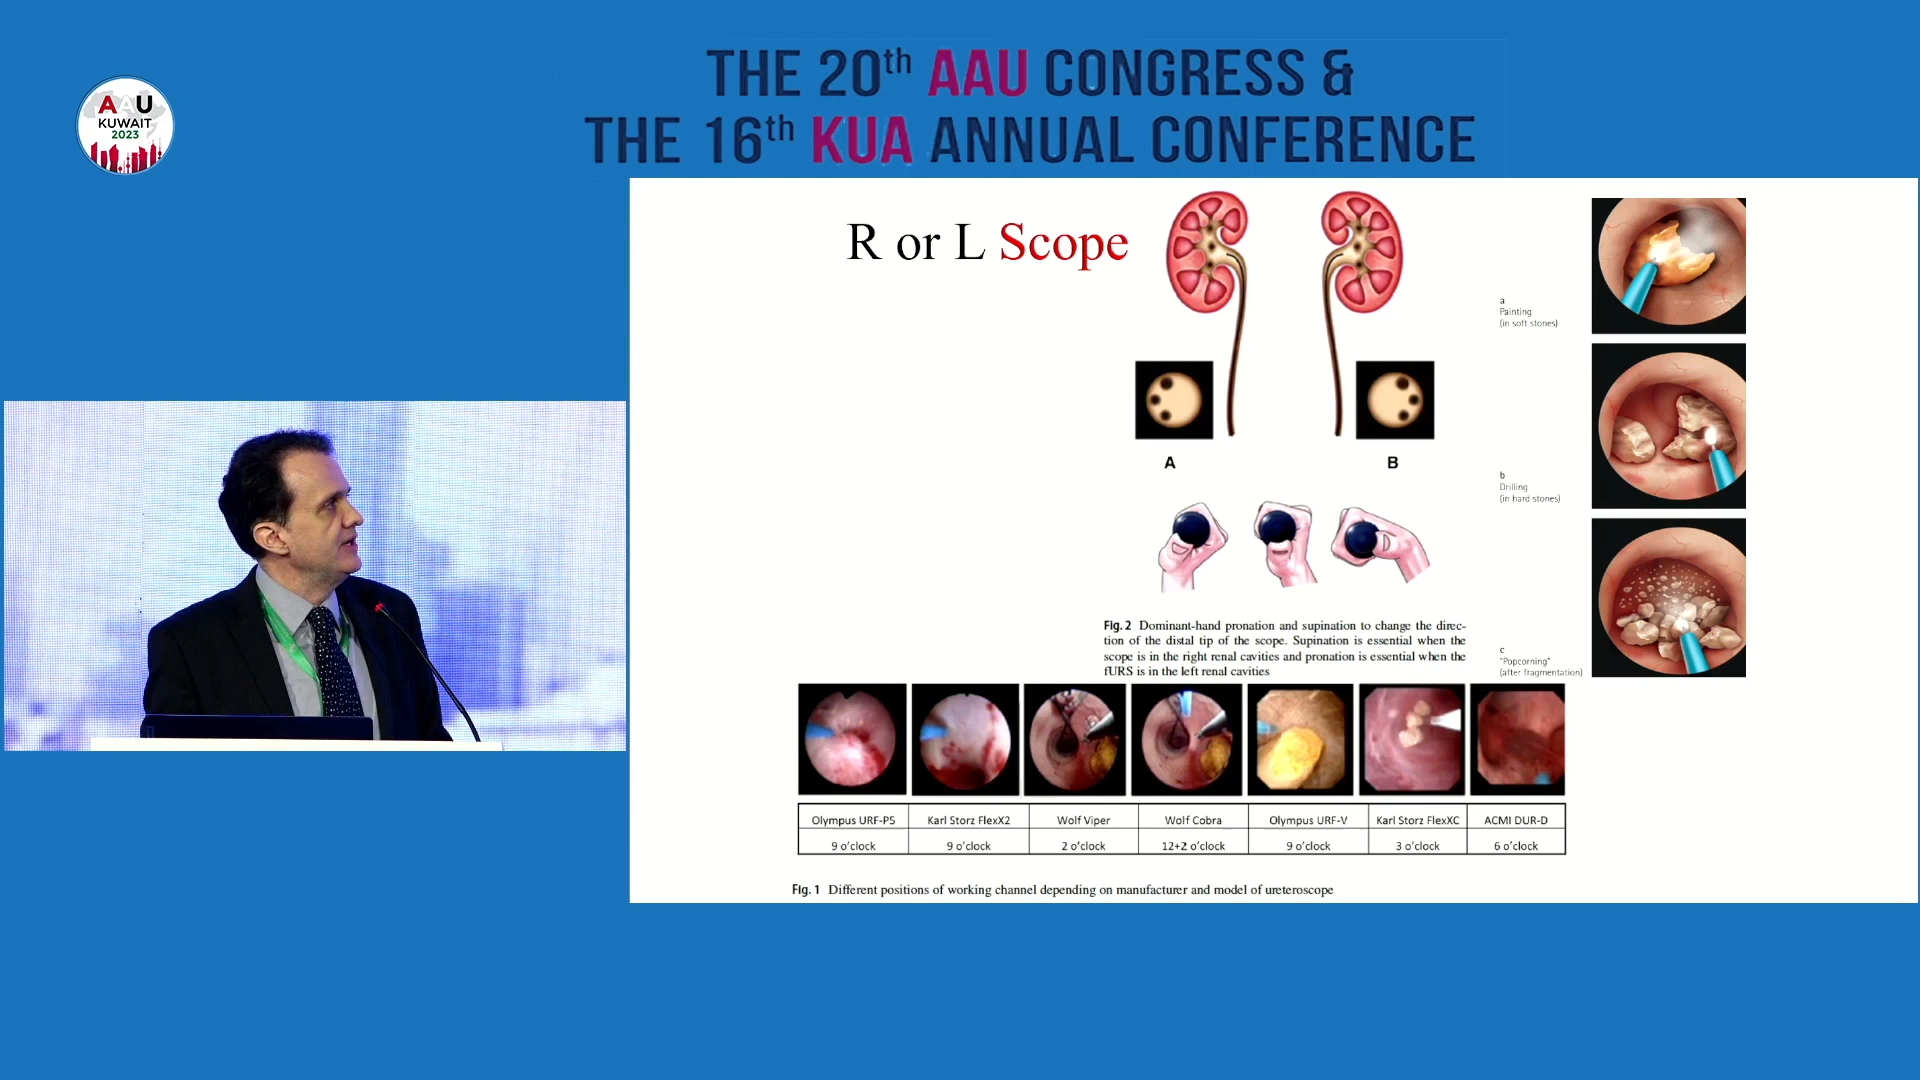 THE 20th AAU CONGRESS &
THE 16th KUA ANNUAL CONFERENCE
AAU
KUWAIT
2023
R or L Scope
a
Painting
(in soft stones)
A
B
b
Drilling
(in hard stones)
Fig. 2 Dominant-hand pronation and supination to change the direc-
tion of the distal tip of the scope. Supination is essential when the
scope is in the right renal cavities and pronation is essential when the
fURS is in the left renal cavities
c
"Popcorning"
(after fragmentation)
Olympus URF-P5 Karl Storz FlexX2 Wolf Viper Wolf Cobra Olympus URF-V Karl Storz FlexXC ACMI DUR-D
9 o'clock 9 o'clock 2 o'clock 12+2 o'clock 9 o'clock 3 o'clock 6 o'clock
Fig. 1 Different positions of working channel depending on manufacturer and model of ureteroscope